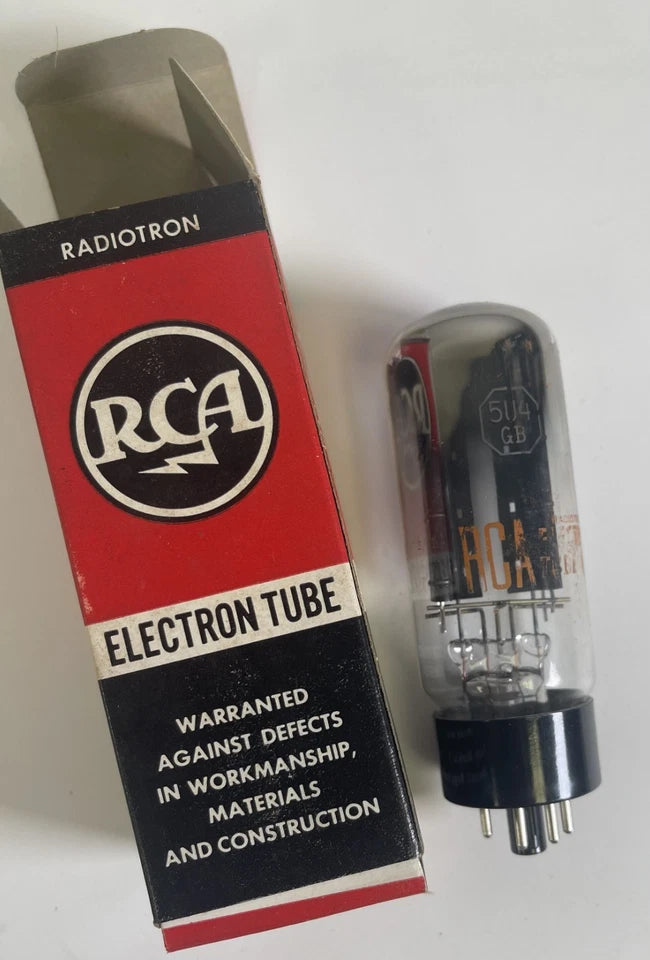 RADIOTRON
RCA
ELECTRON TUBE
WARRANTED
AGAINST DEFECTS
IN WORKMANSHIP,
MATERIALS
AND CONSTRUCTION
5U4
GB
RCA